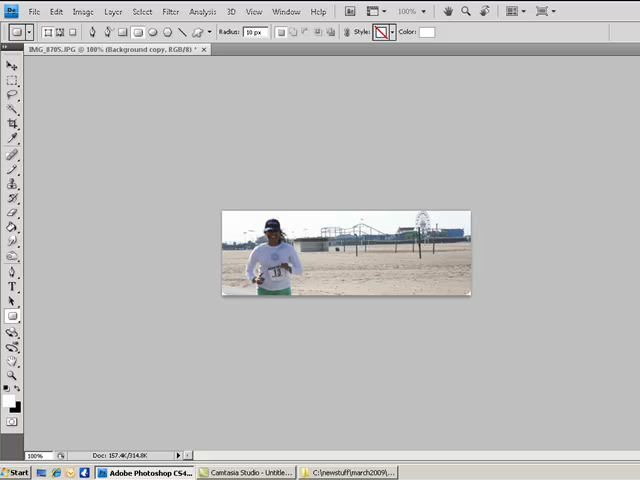 Ps File Edit Image Layer Select Filter Analysis 3D View Window Help Br 100%
Radius: 10 px Style: Color:
IMG_8705.JPG @ 100% (Background copy, RGB/8) * ×
T
100% Doc: 157.4K/314.8K
Start Adobe Photoshop CS4... Camtasia Studio - Untitle... C:\newstuff\march2009\...